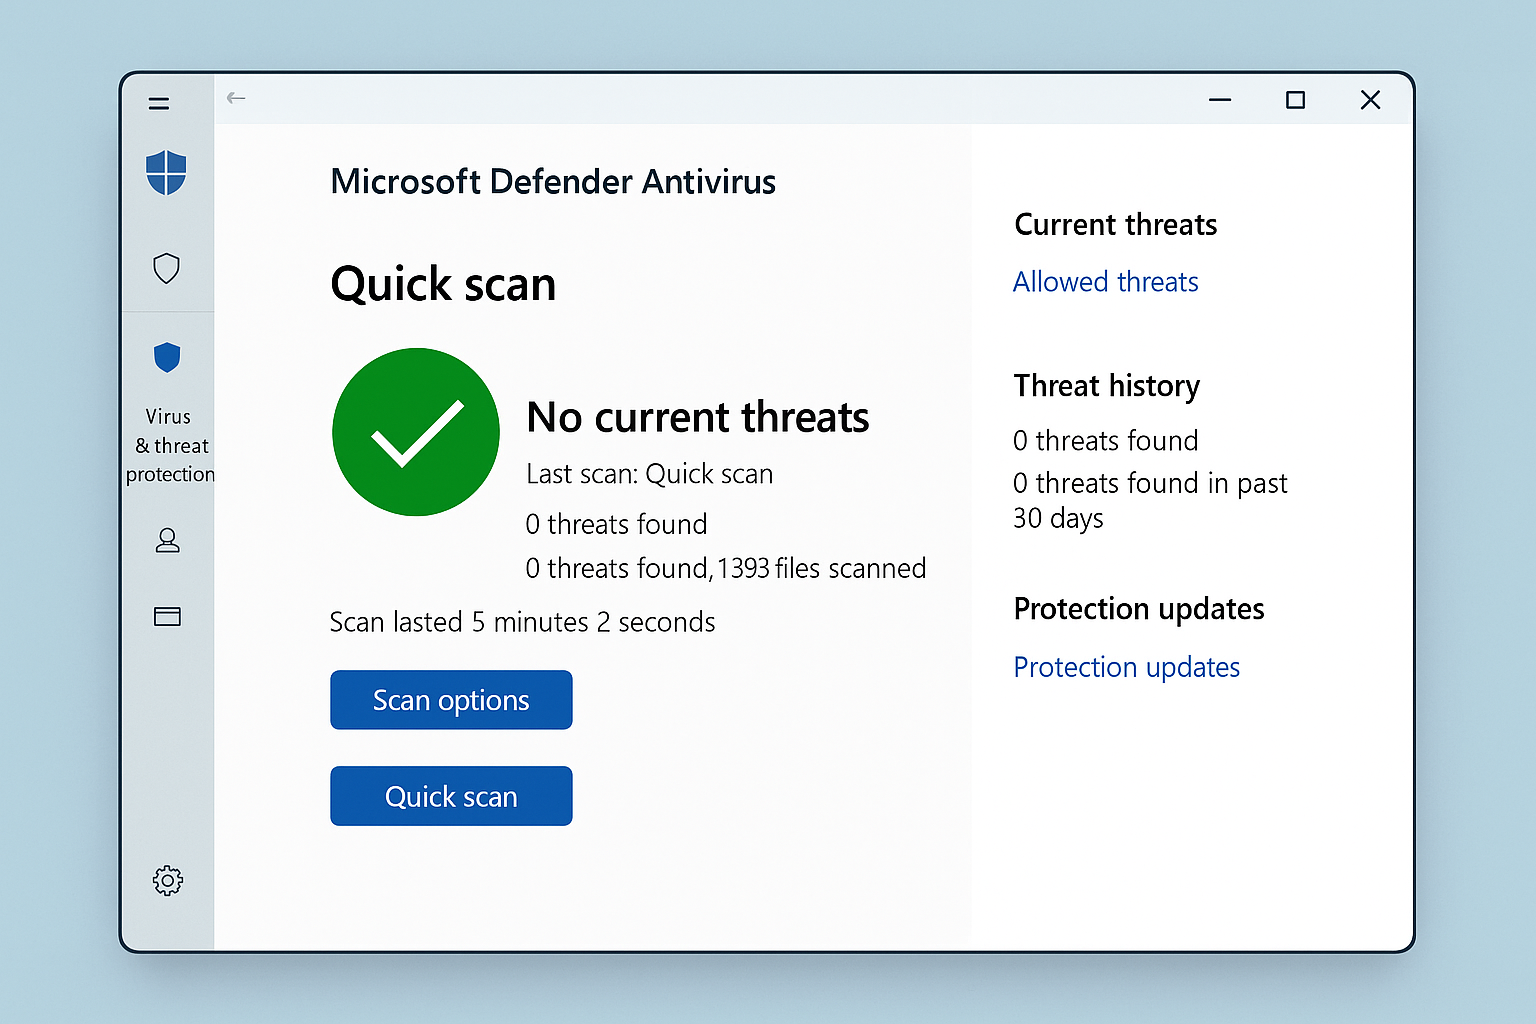 Virus
& threat
protection
Microsoft Defender Antivirus
Quick scan
No current threats
Last scan: Quick scan
0 threats found
0 threats found, 1393 files scanned
Scan lasted 5 minutes 2 seconds
Scan options
Quick scan
Current threats
Allowed threats
Threat history
0 threats found
0 threats found in past
30 days
Protection updates
Protection updates